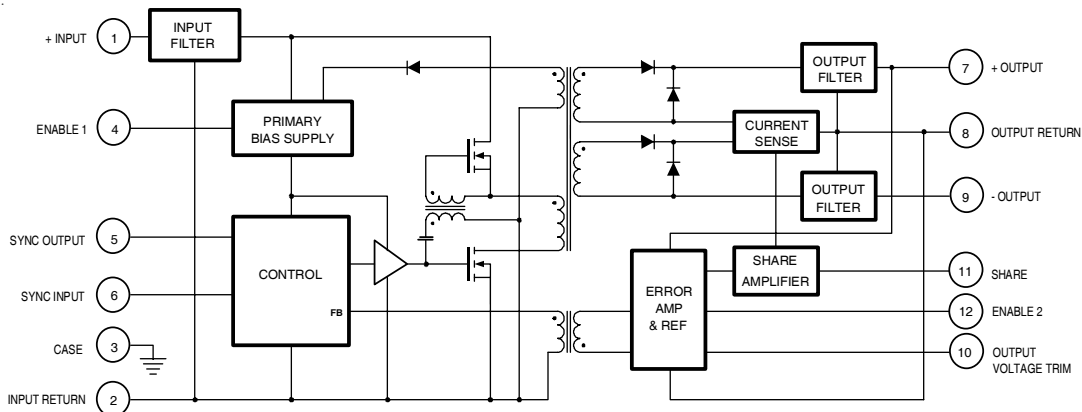 + INPUT
1
INPUT
FILTER
ENABLE 1
4
PRIMARY
BIAS SUPPLY
SYNC OUTPUT
5
SYNC INPUT
6
CONTROL
FB
CASE
3
INPUT RETURN
2
OUTPUT
FILTER
7
+ OUTPUT
CURRENT
SENSE
8
OUTPUT RETURN
OUTPUT
FILTER
9
- OUTPUT
ERROR
AMP
& REF
SHARE
AMPLIFIER
11
SHARE
12
ENABLE 2
10
OUTPUT
VOLTAGE TRIM